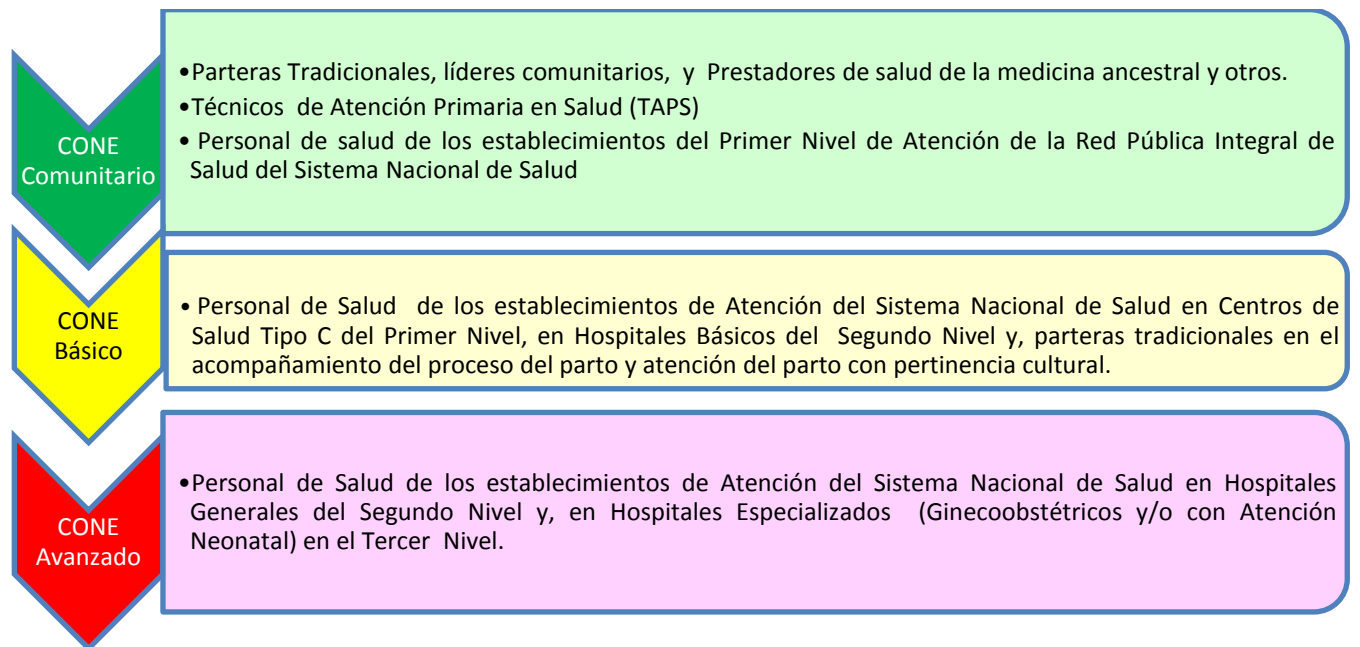 CONE
Comunitario
•Parteras Tradicionales, líderes comunitarios, y Prestadores de salud de la medicina ancestral y otros.
•Técnicos de Atención Primaria en Salud (TAPS)
• Personal de salud de los establecimientos del Primer Nivel de Atención de la Red Pública Integral de
Salud del Sistema Nacional de Salud
CONE
Básico
• Personal de Salud de los establecimientos de Atención del Sistema Nacional de Salud en Centros de
Salud Tipo C del Primer Nivel, en Hospitales Básicos del Segundo Nivel y, parteras tradicionales en el
acompañamiento del proceso del parto y atención del parto con pertinencia cultural.
CONE
Avanzado
•Personal de Salud de los establecimientos de Atención del Sistema Nacional de Salud en Hospitales
Generales del Segundo Nivel y, en Hospitales Especializados (Ginecoobstétricos y/o con Atención
Neonatal) en el Tercer Nivel.